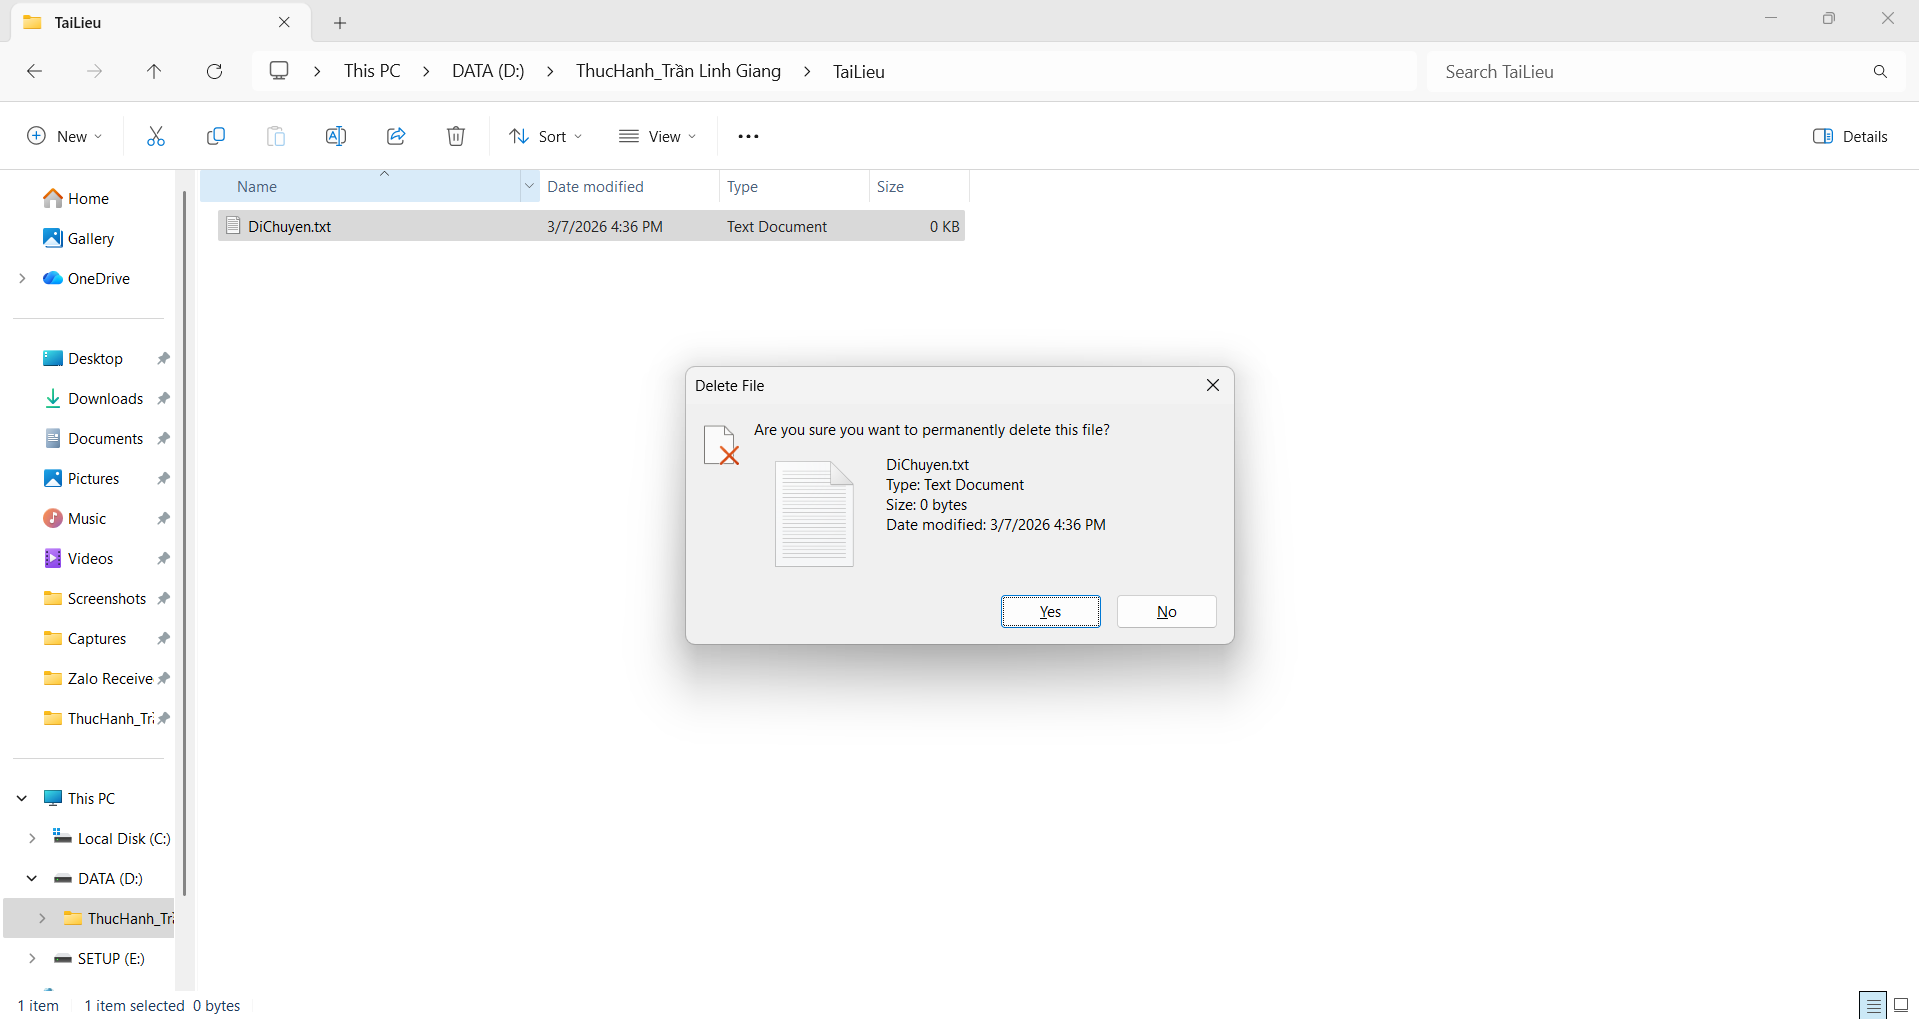 TaiLieu
This PC > DATA (D:) > ThucHanh_Trần Linh Giang > TaiLieu
Search TaiLieu
New
Sort
View
Details
Name
Date modified
Type
Size
DiChuyen.txt
3/7/2026 4:36 PM
Text Document
0 KB
Home
Gallery
OneDrive
Desktop
Downloads
Documents
Pictures
Music
Videos
Screenshots
Captures
Zalo Receive
ThucHanh_Trầ
This PC
Local Disk (C:)
DATA (D:)
ThucHanh_Trầ
SETUP (E:)
Delete File
Are you sure you want to permanently delete this file?
DiChuyen.txt
Type: Text Document
Size: 0 bytes
Date modified: 3/7/2026 4:36 PM
Yes
No
1 item
1 item selected 0 bytes